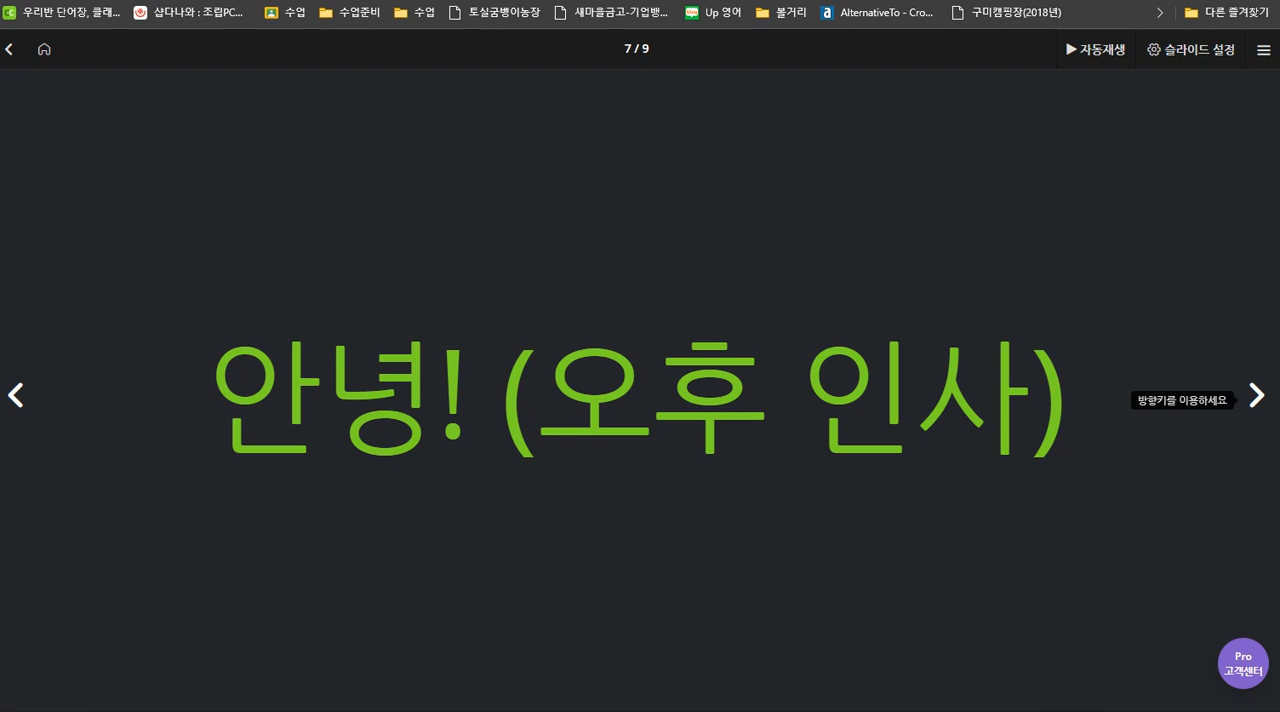 우리반 단어장, 클래... 샵다나와 : 조립PC... 수업 수업준비 수업 토실굼벵이농장 새마을금고-기업뱅... Up 영어 볼거리 AlternativeTo - Cro... 구미캠핑장(2018년) 다른 즐겨찾기
7 / 9 자동재생 슬라이드 설정
안녕! (오후 인사)
방향키를 이용하세요
Pro
고객센터